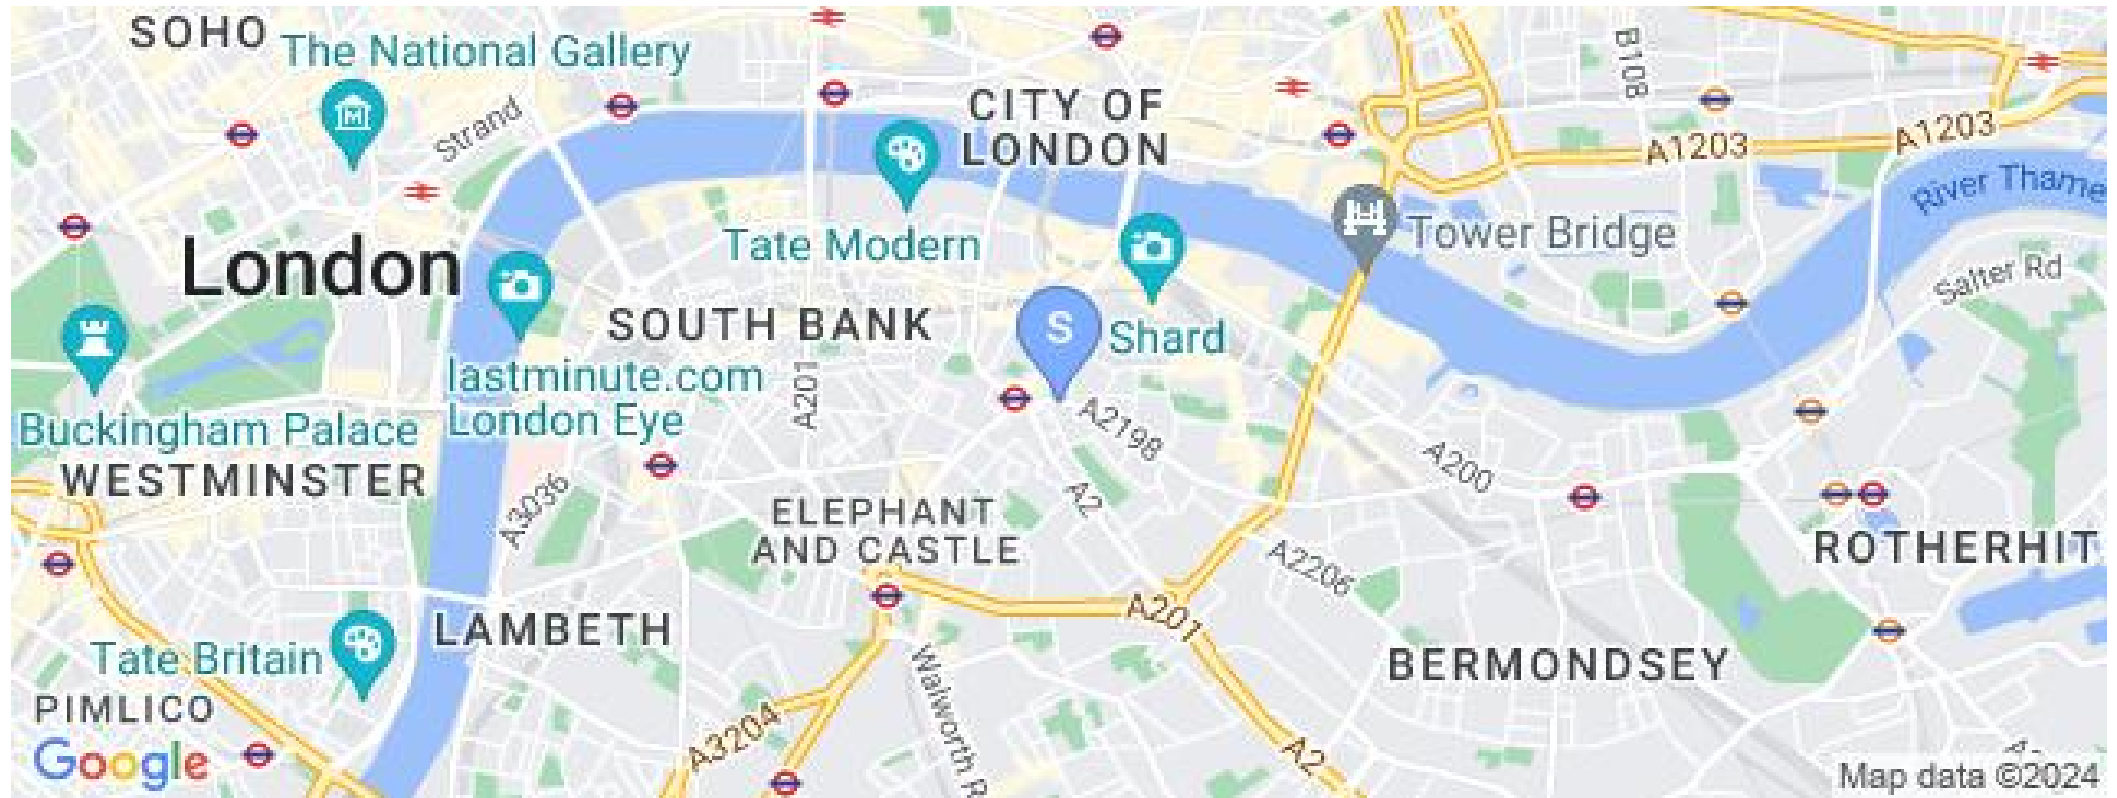 SOHO
The National Gallery
Strand
CITY OF
LONDON
B108
A1203
A1203
River Thame
Tate Modern
Tower Bridge
London
Salter Rd
SOUTH BANK
S
Shard
lastminute.com
London Eye
A201
Buckingham Palace
WESTMINSTER
A3036
A2198
A200
A2
ELEPHANT
AND CASTLE
A2206
ROTHERHIT
A201
LAMBETH
Tate Britain
BERMONDSEY
PIMLICO
Walworth R
A3204
A2
Google
Map data ©2024